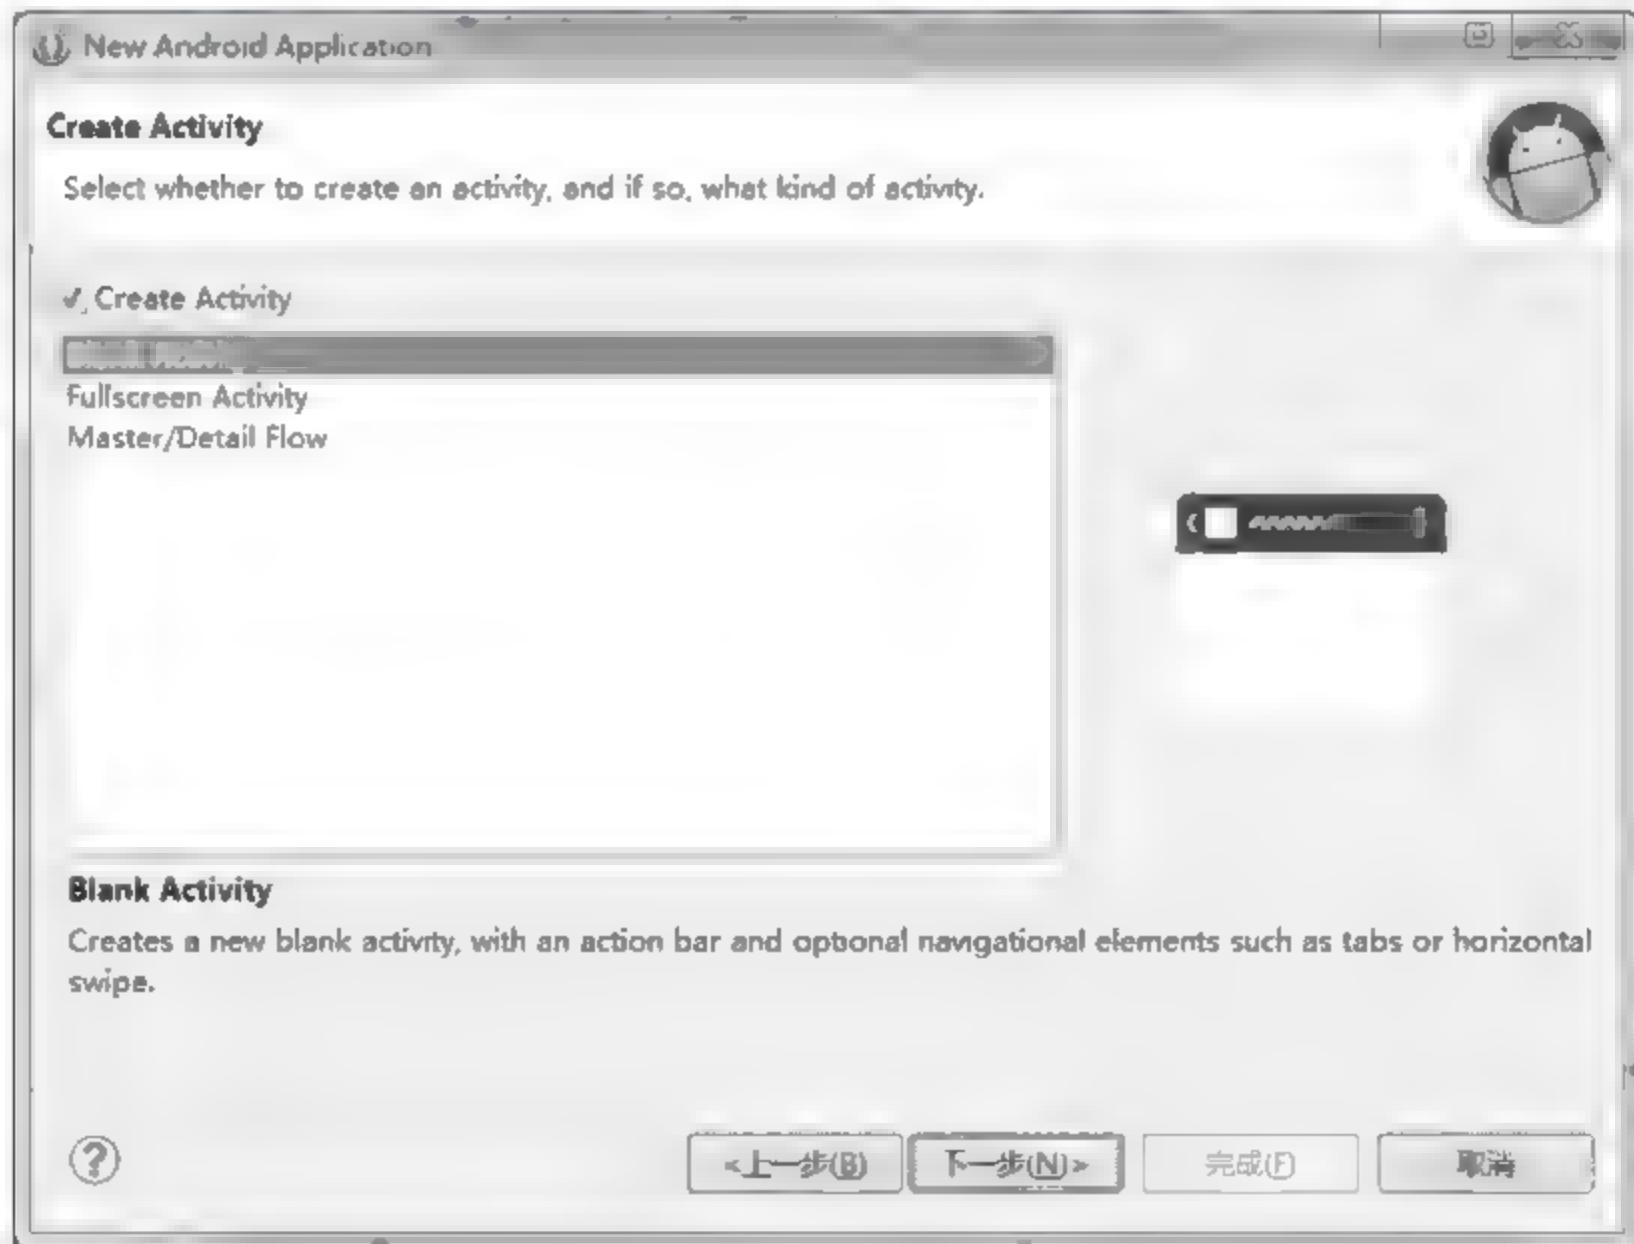 New Android Application
Create Activity
Select whether to create an activity, and if so, what kind of activity.
Create Activity
Fullscreen Activity
Master/Detail Flow
Blank Activity
Creates a new blank activity, with an action bar and optional navigational elements such as tabs or horizontal
swipe.
<上一步(B)
下一步(N)>
完成(F)
取消